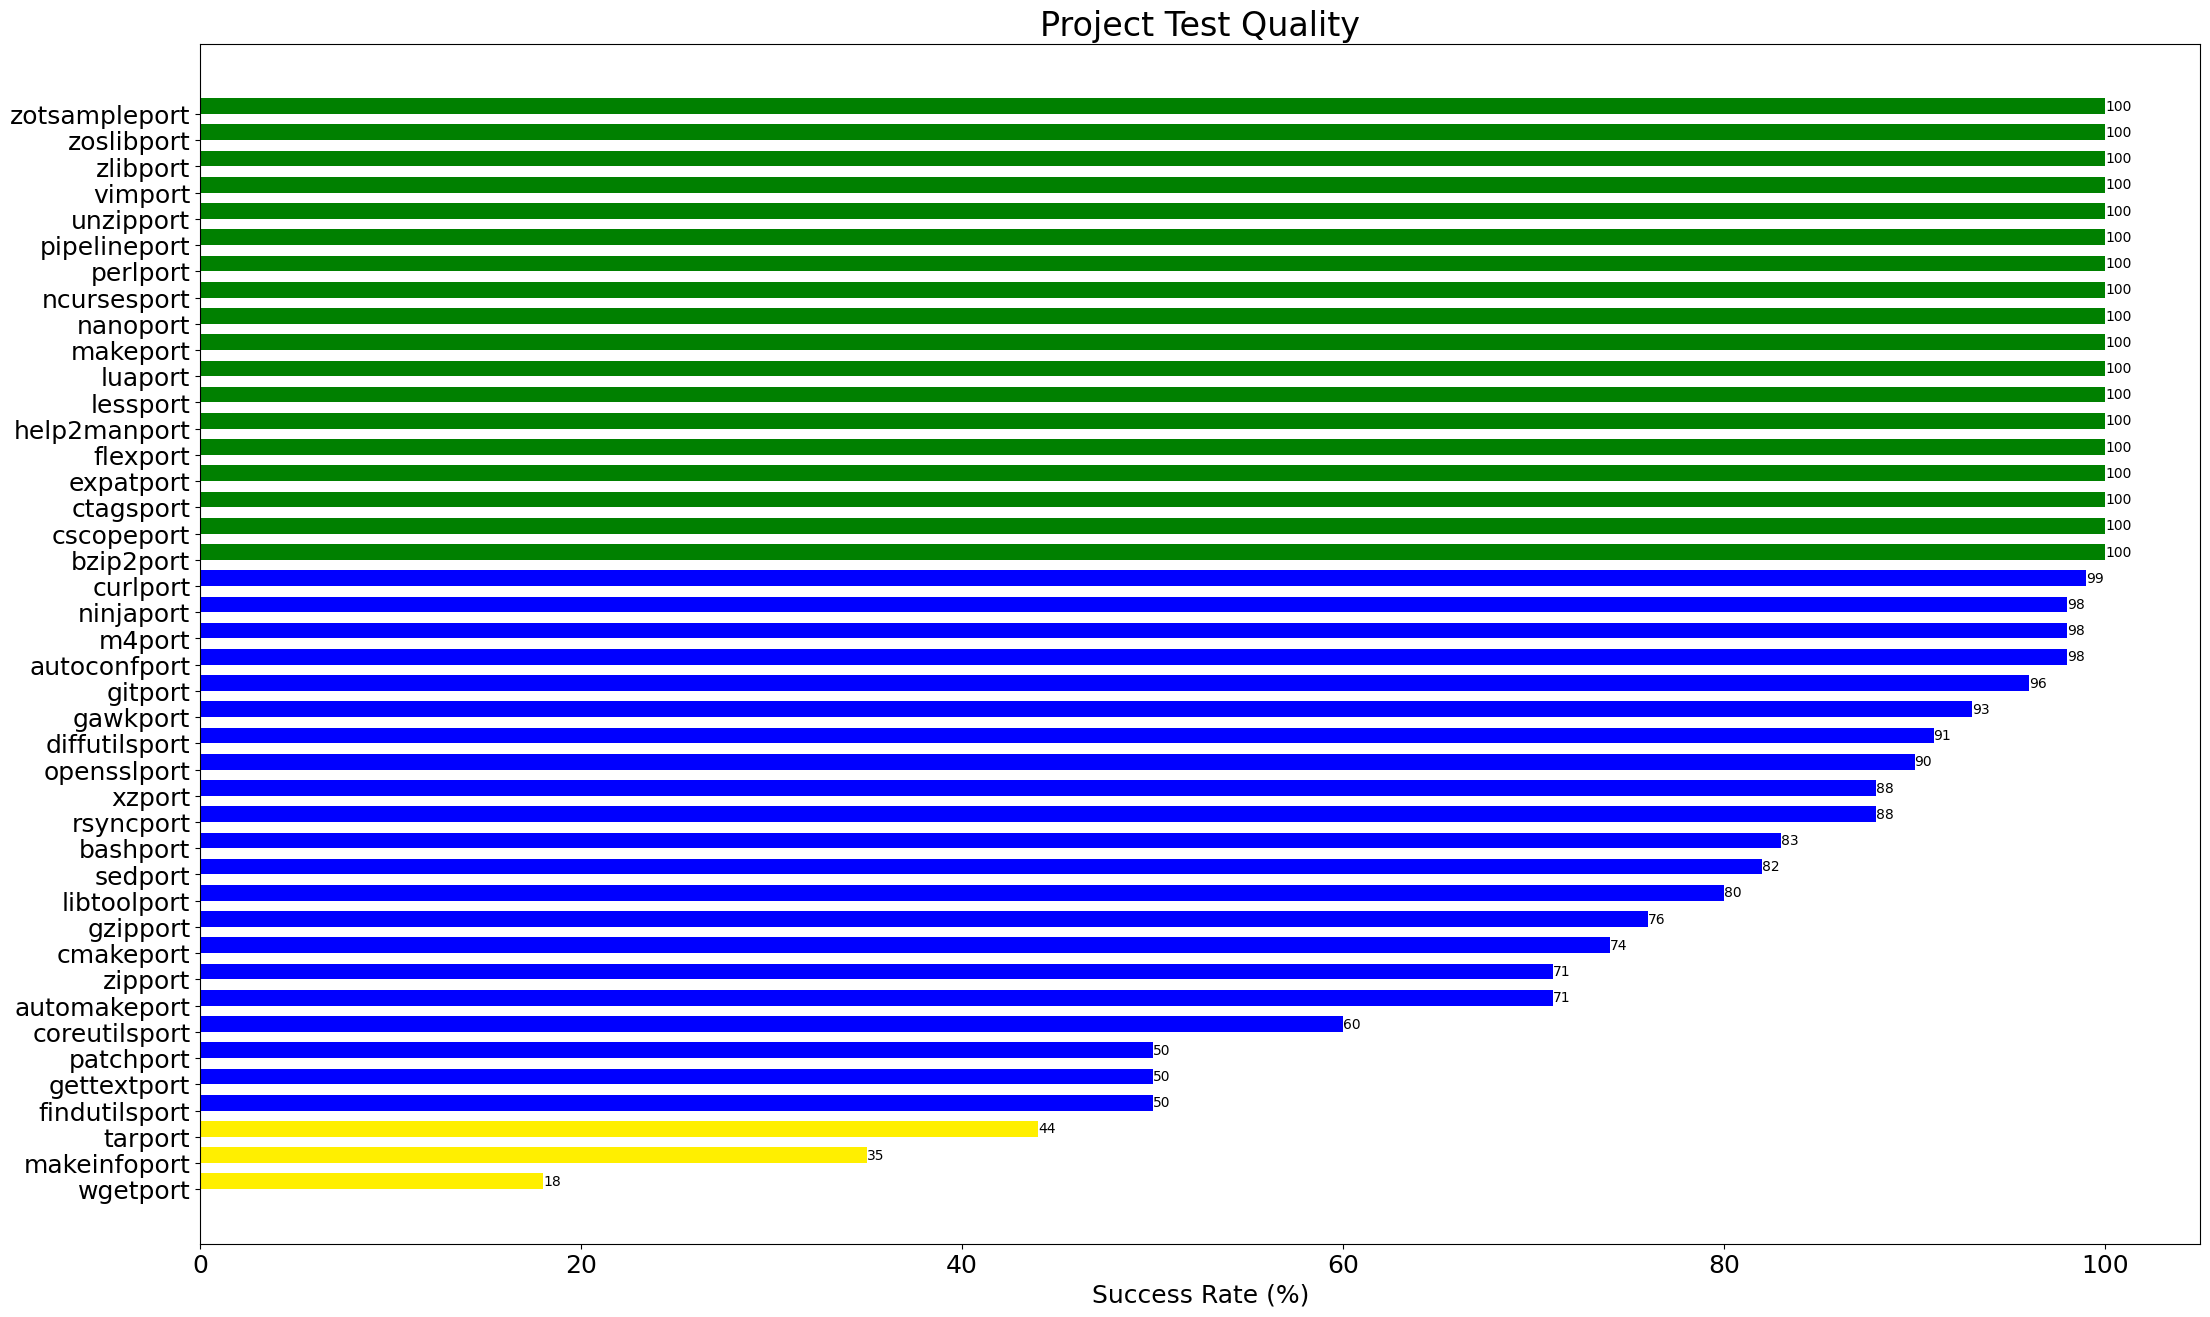 Project Test Quality
zotsampleport 100
zoslibport 100
zlibport 100
vimport 100
unzipport 100
pipelineport 100
perlport 100
ncursesport 100
nanoport 100
makeport 100
luaport 100
lessport 100
help2manport 100
flexport 100
expatport 100
ctagsport 100
cscopeport 100
bzip2port 100
curlport 99
ninjaport 98
m4port 98
autoconfport 98
gitport 96
gawkport 93
diffutilsport 91
opensslport 90
xzport 88
rsyncport 88
bashport 83
sedport 82
libtoolport 80
gzipport 76
cmakeport 74
zipport 71
automakeport 71
coreutilsport 60
patchport 50
gettextport 50
findutilsport 50
tarport 44
makeinfoport 35
wgetport 18
0 20 40 60 80 100
Success Rate (%)